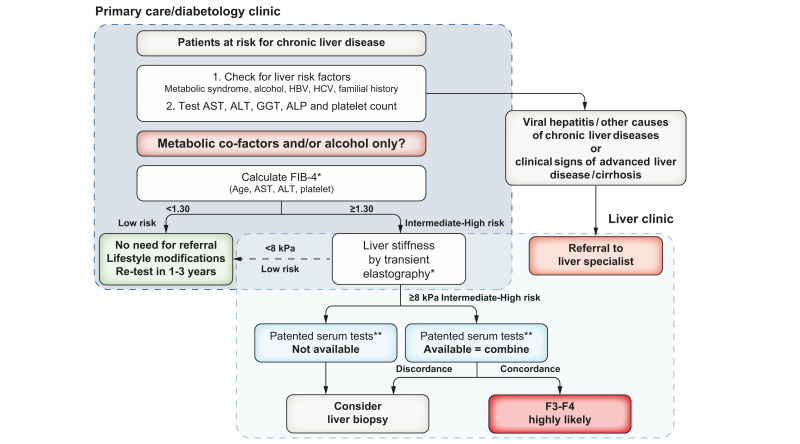 Primary care/diabetology clinic
Patients at risk for chronic liver disease
1. Check for liver risk factors
Metabolic syndrome, alcohol, HBV, HCV, familial history
2. Test AST, ALT, GGT, ALP and platelet count
Viral hepatitis/other causes
of chronic liver diseases
or
clinical signs of advanced liver
disease/cirrhosis
Metabolic co-factors and/or alcohol only?
Calculate FIB-4*
(Age, AST, ALT, platelet)
<1.30
≥1.30
Low risk
Intermediate-High risk
Liver clinic
No need for referral
Lifestyle modifications
Re-test in 1-3 years
<8 kPa
Low risk
Liver stiffness
by transient
elastography*
Referral to
liver specialist
≥8 kPa Intermediate-High risk
Patented serum tests**
Not available
Patented serum tests**
Available = combine
Discordance
Concordance
Consider
liver biopsy
F3-F4
highly likely